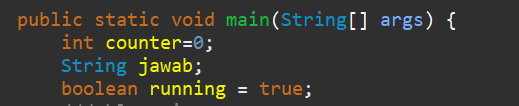 public static void main(String[] args) {
    int counter=0;
    String jawab;
    boolean running = true;